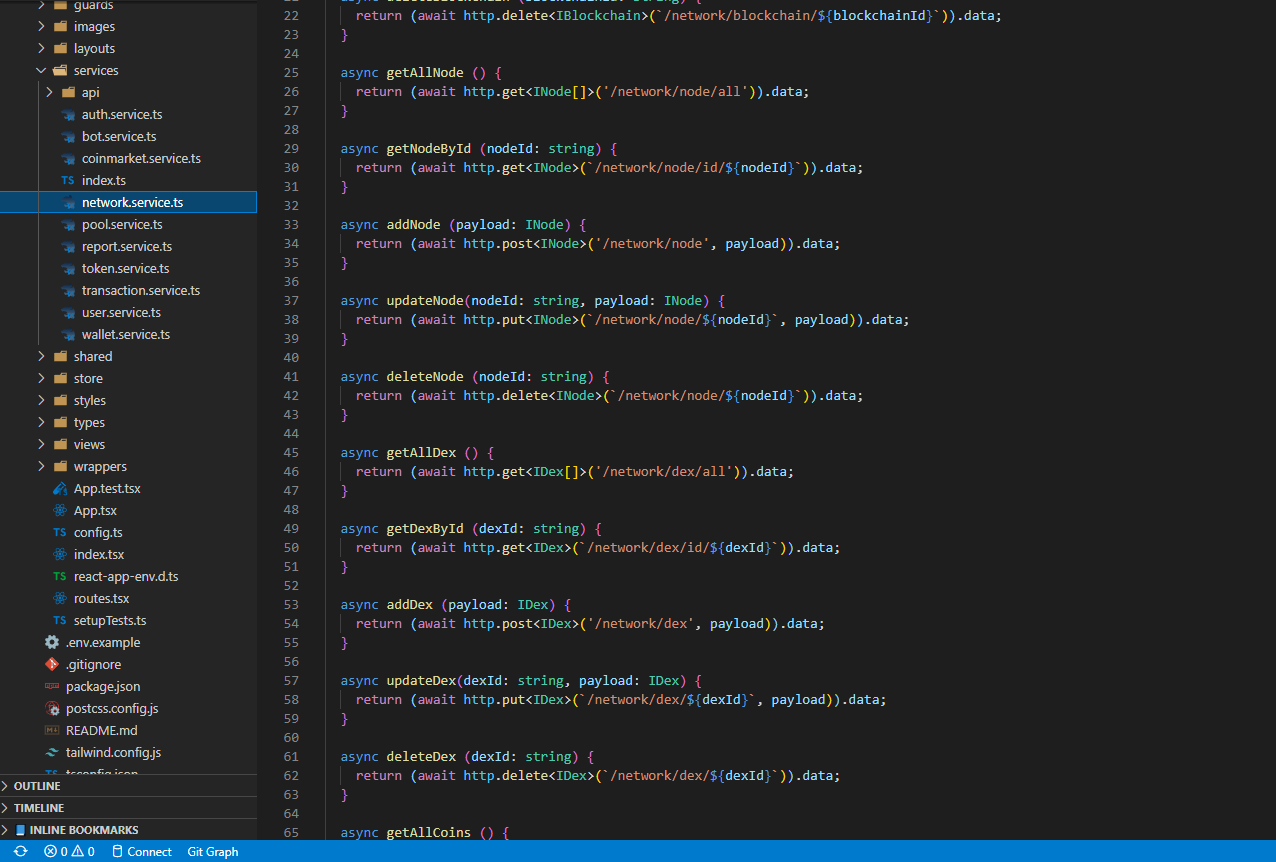 guards
images
layouts
services
api
auth.service.ts
bot.service.ts
coinmarket.service.ts
TS index.ts
network.service.ts
pool.service.ts
report.service.ts
token.service.ts
transaction.service.ts
user.service.ts
wallet.service.ts
shared
store
styles
types
views
wrappers
App.test.tsx
App.tsx
TS config.ts
index.tsx
TS react-app-env.d.ts
routes.tsx
TS setupTests.ts
.env.example
.gitignore
package.json
postcss.config.js
README.md
tailwind.config.js
TS tsconfig.json
OUTLINE
TIMELINE
INLINE BOOKMARKS
22 return (await http.delete<IBlockchain>(`/network/blockchain/${blockchainId}`)).data;
23 }
24
25 async getAllNode () {
26 return (await http.get<INode[]>('/network/node/all')).data;
27 }
28
29 async getNodeById (nodeId: string) {
30 return (await http.get<INode>(`/network/node/id/${nodeId}`)).data;
31 }
32
33 async addNode (payload: INode) {
34 return (await http.post<INode>('/network/node', payload)).data;
35 }
36
37 async updateNode(nodeId: string, payload: INode) {
38 return (await http.put<INode>(`/network/node/${nodeId}`, payload)).data;
39 }
40
41 async deleteNode (nodeId: string) {
42 return (await http.delete<INode>(`/network/node/${nodeId}`)).data;
43 }
44
45 async getAllDex () {
46 return (await http.get<IDex[]>('/network/dex/all')).data;
47 }
48
49 async getDexById (dexId: string) {
50 return (await http.get<IDex>(`/network/dex/id/${dexId}`)).data;
51 }
52
53 async addDex (payload: IDex) {
54 return (await http.post<IDex>('/network/dex', payload)).data;
55 }
56
57 async updateDex(dexId: string, payload: IDex) {
58 return (await http.put<IDex>(`/network/dex/${dexId}`, payload)).data;
59 }
60
61 async deleteDex (dexId: string) {
62 return (await http.delete<IDex>(`/network/dex/${dexId}`)).data;
63 }
64
65 async getAllCoins () {
0 0 Connect Git Graph